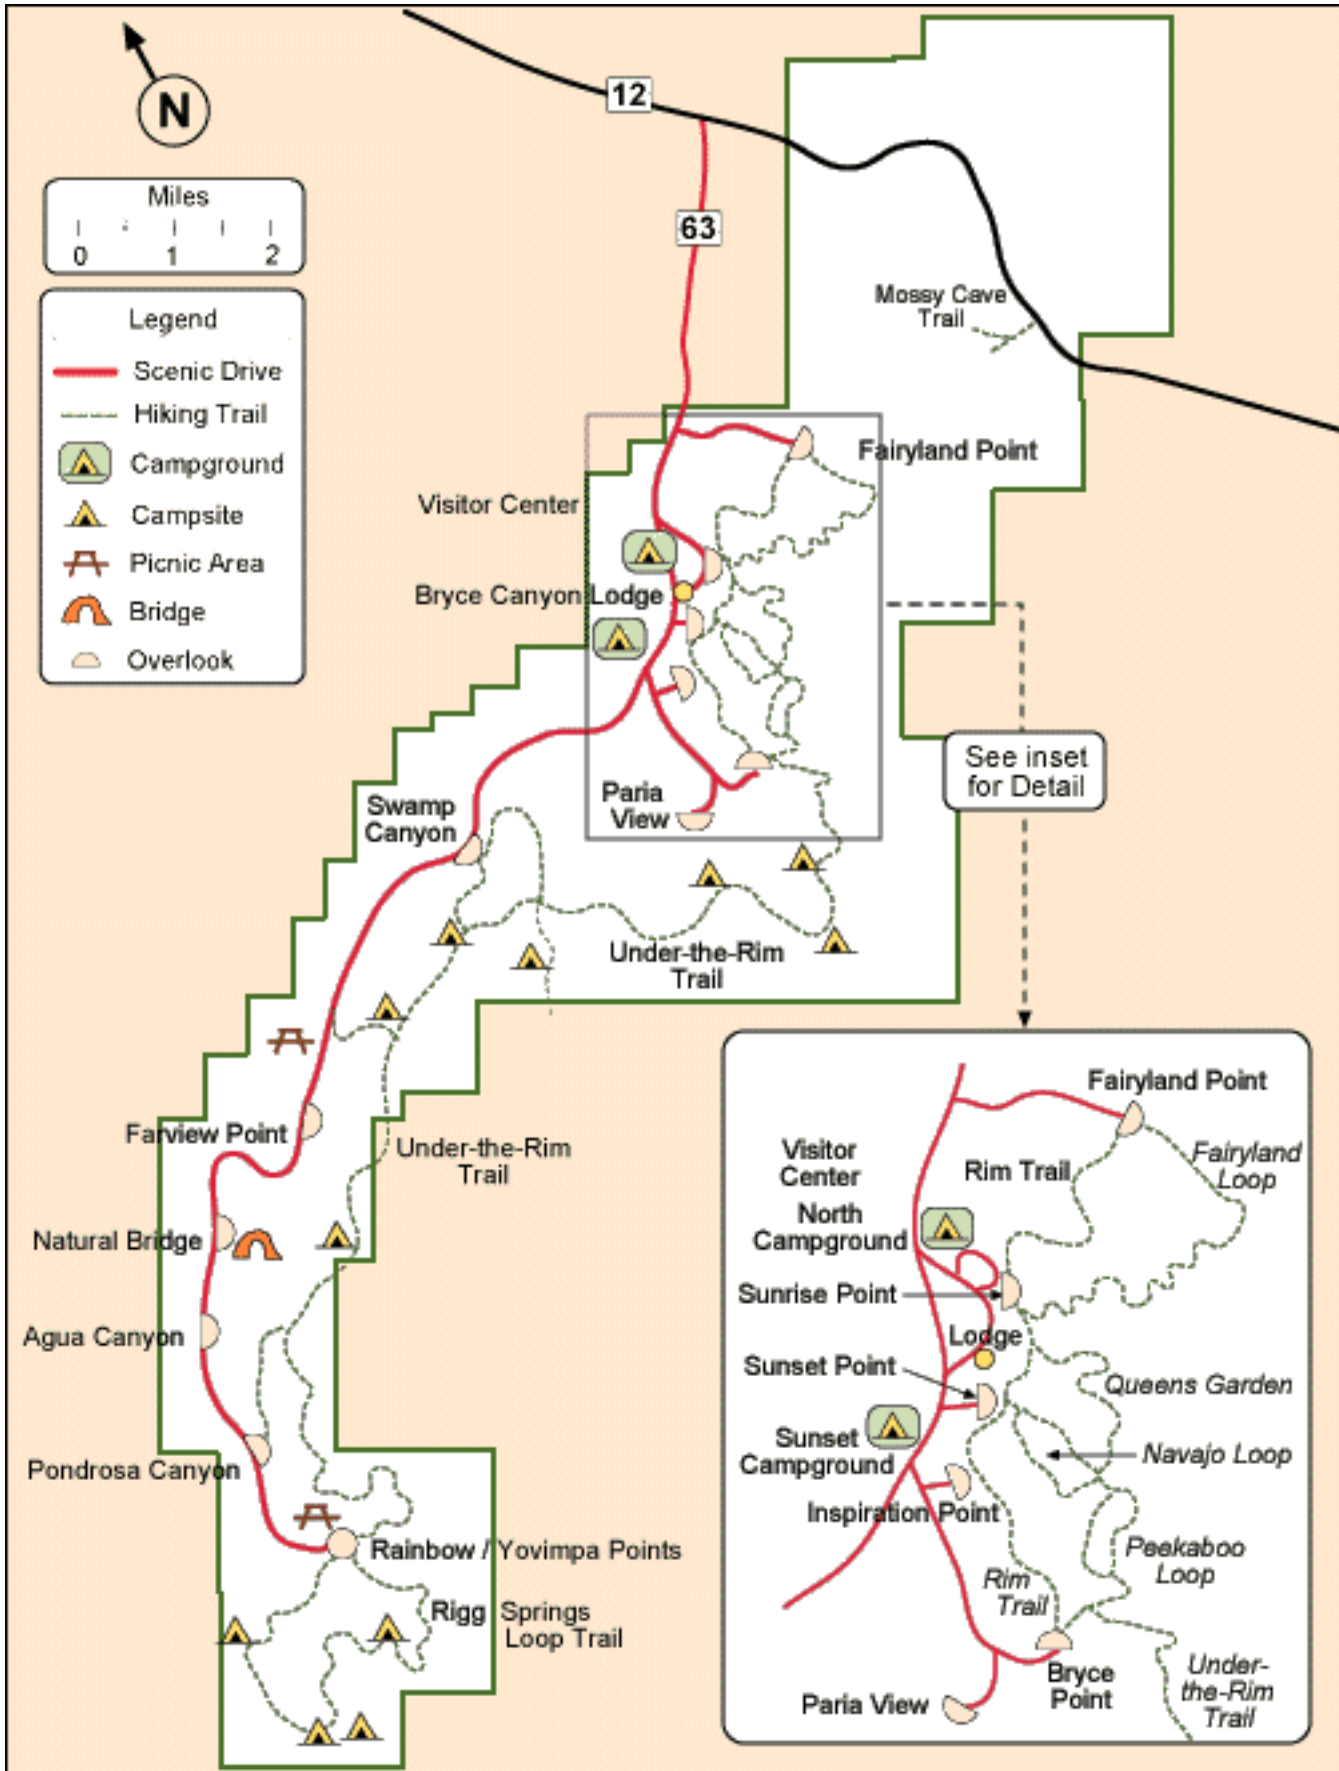 N
12
63
Miles
0 1 2
Legend
Scenic Drive
Hiking Trail
Campground
Campsite
Picnic Area
Bridge
Overlook
Mossy Cave
Trail
Fairyland Point
Visitor Center
Bryce Canyon Lodge
See inset
for Detail
Paria
View
Swamp
Canyon
Under-the-Rim
Trail
Farview Point
Under-the-Rim
Trail
Natural Bridge
Agua Canyon
Pondrosa Canyon
Rainbow / Yovimpa Points
Rigg Springs
Loop Trail
Fairyland Point
Visitor
Center
Rim Trail
Fairyland
Loop
North
Campground
Sunrise Point
Lodge
Sunset Point
Queens Garden
Sunset
Campground
Navajo Loop
Inspiration Point
Peekaboo
Loop
Rim
Trail
Bryce
Point
Paria View
Under-
the-Rim
Trail